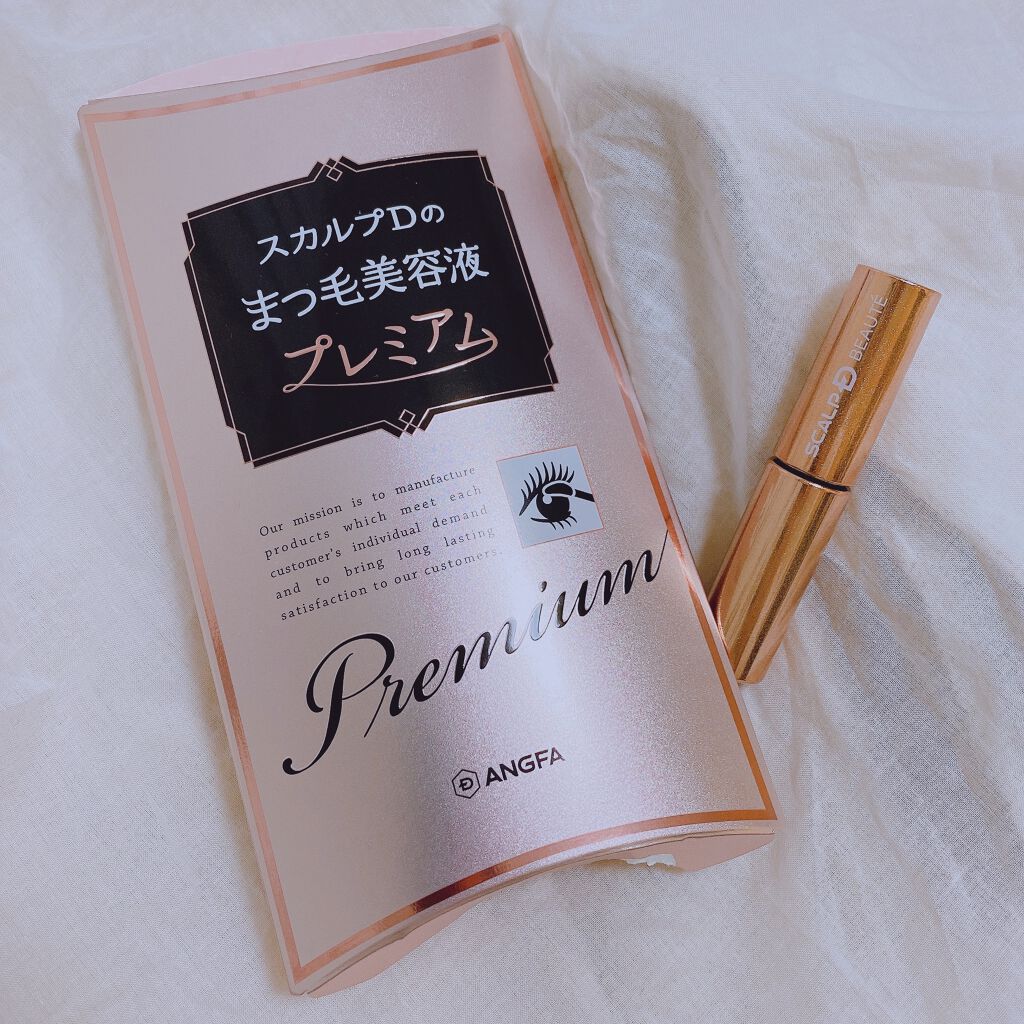 スカルプDの
まつ毛美容液
プレミアム
Our mission is to manufacture
products which meet each
customer's individual demand
and to bring long lasting
satisfaction to our customers.
Premium
ANGFA
SCALP D BEAUTÉ